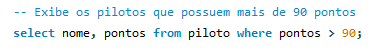 -- Exibe os pilotos que possuem mais de 90 pontos
select nome, pontos from piloto where pontos > 90;